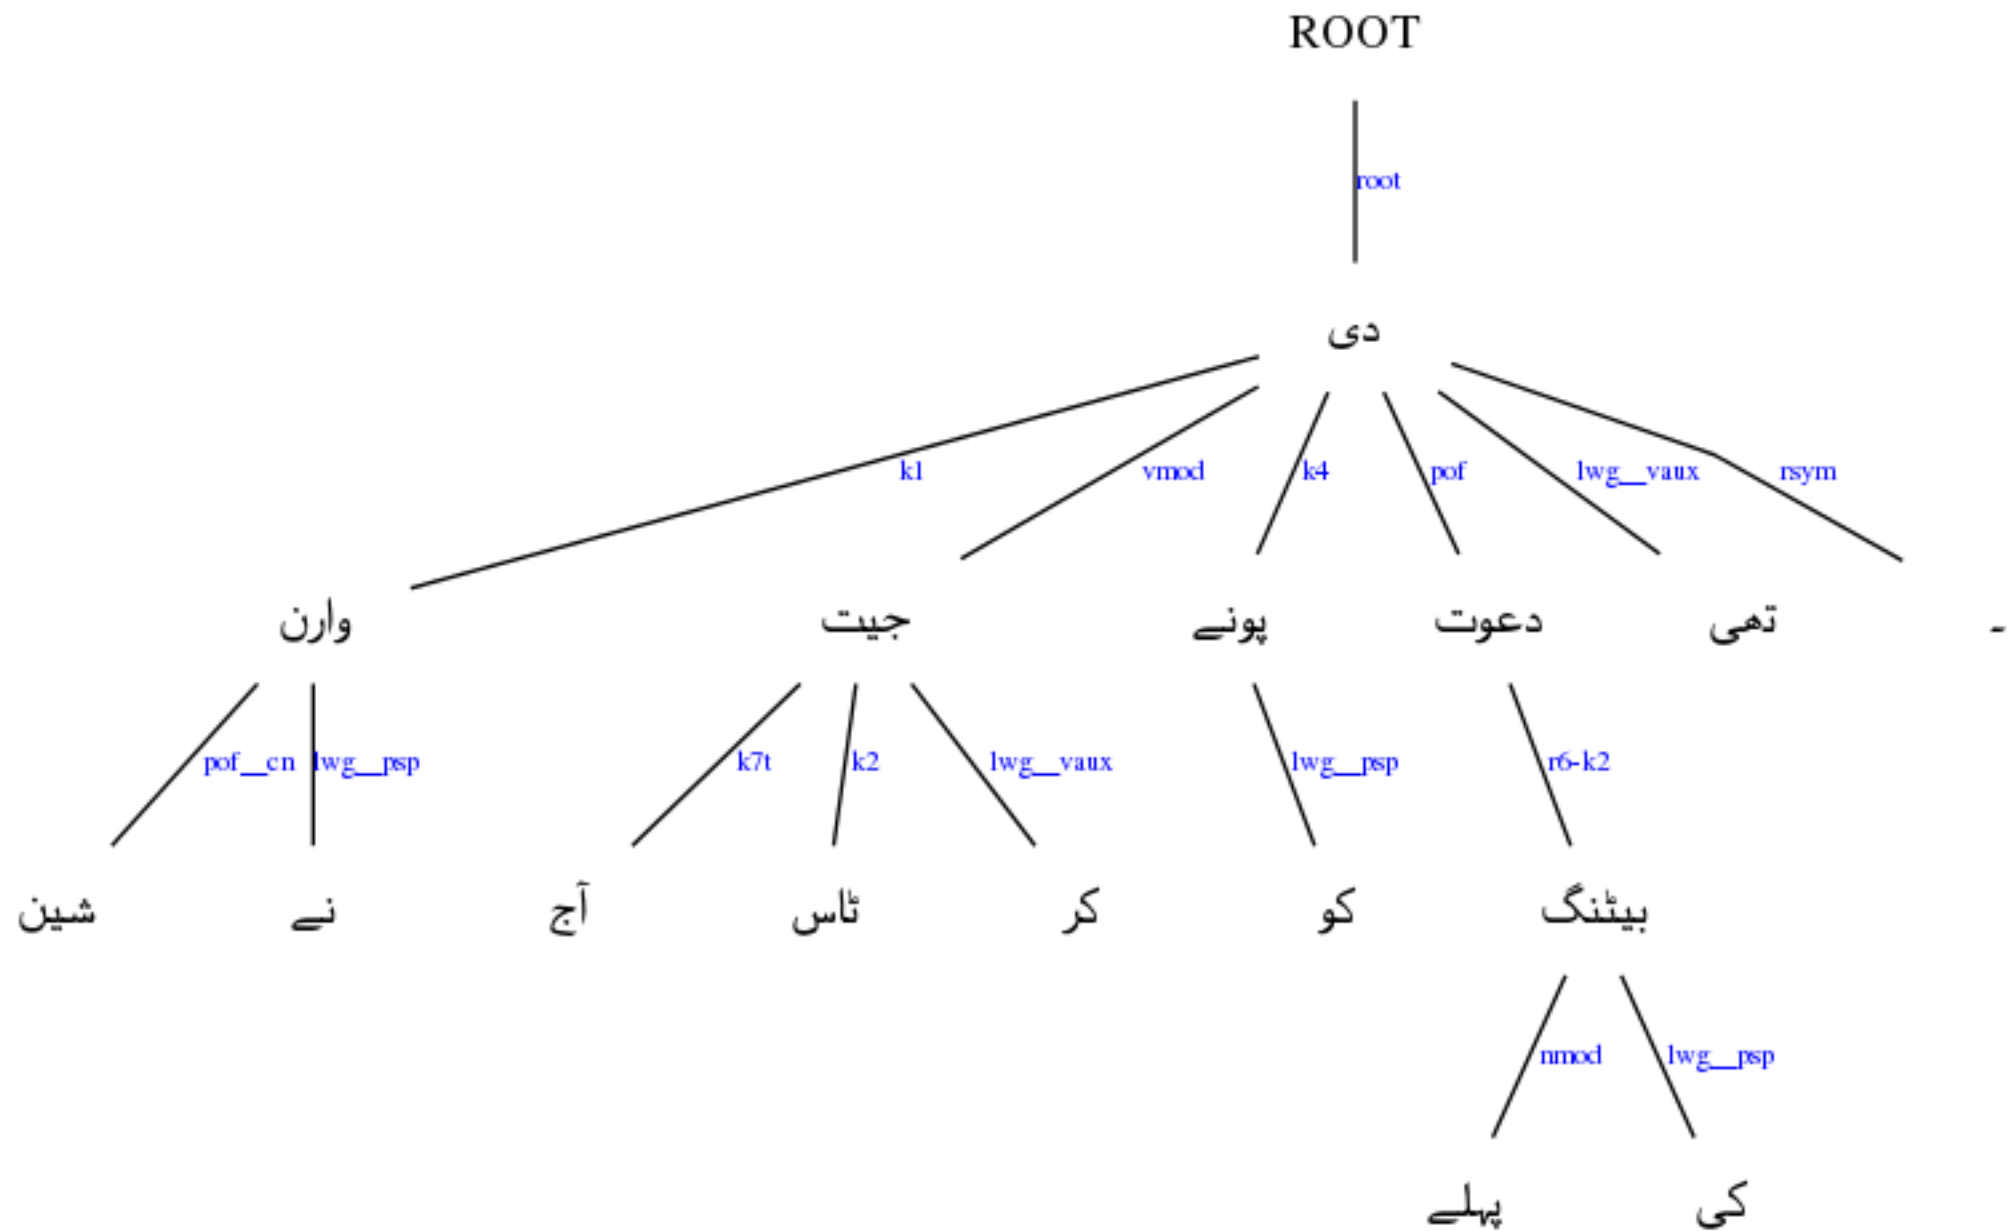 ROOT
root
دی
k1 vmod k4 pof lwg__vaux rsym
وارن جیت پونے دعوت تھی ۔
pof__cn lwg__psp k7t k2 lwg__vaux lwg__psp r6-k2
شین نے آج ٹاس کر کو بیٹنگ
nmod lwg__psp
پہلے کی